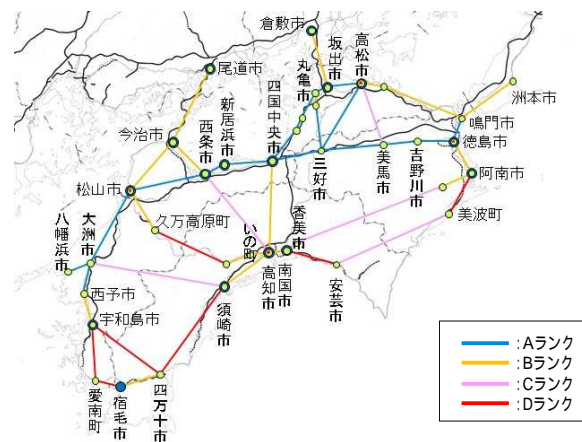 倉敷市
坂出市
高松市
尾道市
丸亀市
洲本市
四国中央市
新居浜市
西条市
今治市
鳴門市
徳島市
三好市
美馬市
吉野川市
阿南市
松山市
美波町
香美市
久万高原町
いの町
大洲市
八幡浜市
高知市
南国市
安芸市
西予市
須崎市
宇和島市
愛南町
宿毛市
四万十市
:Aランク
:Bランク
:Cランク
:Dランク